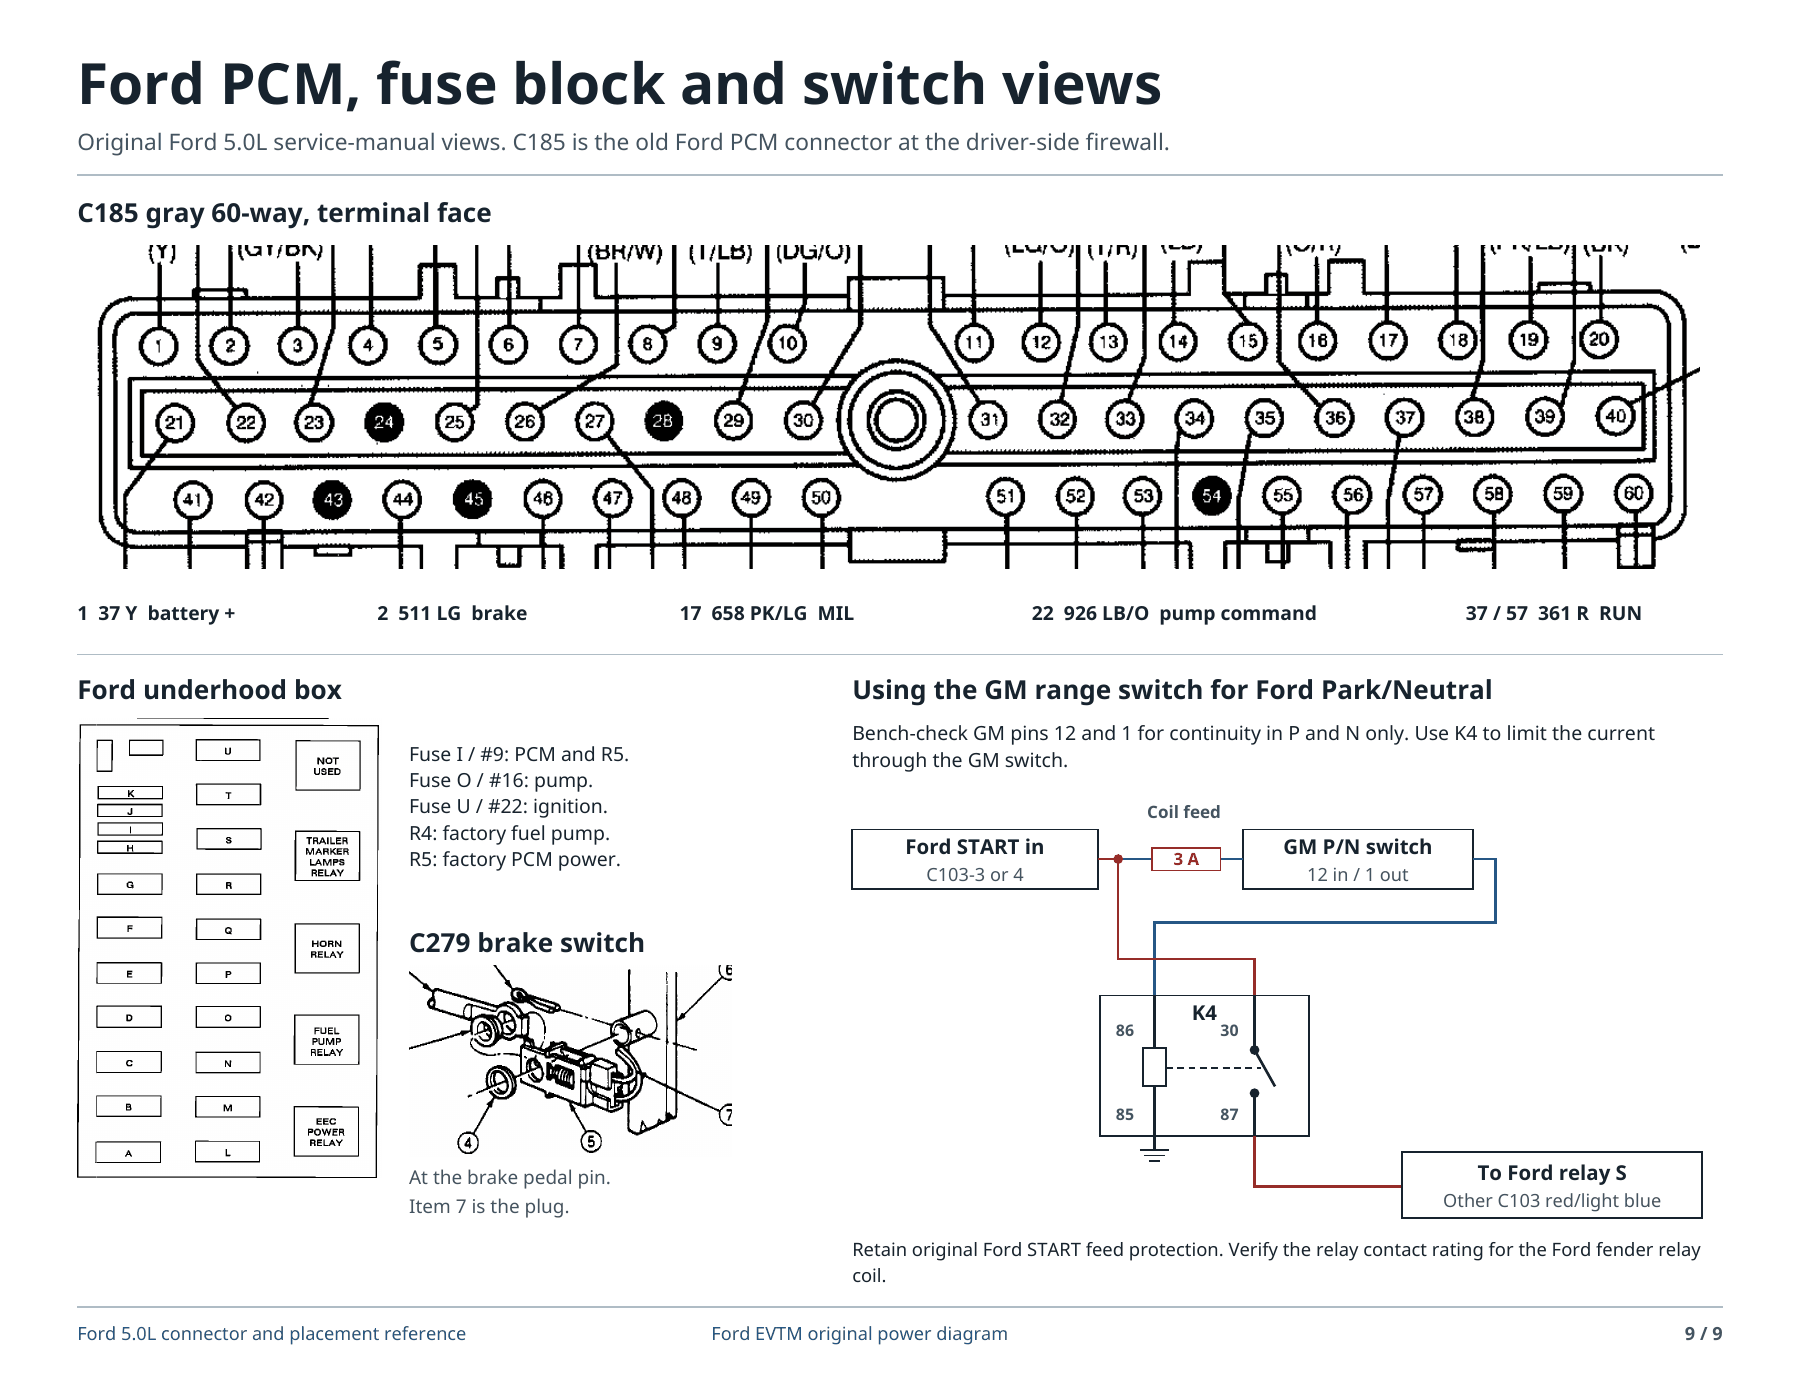 Ford PCM, fuse block and switch views
Original Ford 5.0L service-manual views. C185 is the old Ford PCM connector at the driver-side firewall.
C185 gray 60-way, terminal face
(Y) (GY/BK) (BR/W) (T/LB) (DG/O) (LG/O) (T/R) (LB) (O/R) (PK/LB) (BK)
1 2 3 4 5 6 7 8 9 10 11 12 13 14 15 16 17 18 19 20
21 22 23 24 25 26 27 28 29 30 31 32 33 34 35 36 37 38 39 40
41 42 43 44 45 46 47 48 49 50 51 52 53 54 55 56 57 58 59 60
1 37 Y battery +
2 511 LG brake
17 658 PK/LG MIL
22 926 LB/O pump command
37 / 57 361 R RUN
Ford underhood box
U
NOT
USED
K
T
J
I
S
H
TRAILER
MARKER
LAMPS
RELAY
G
R
F
Q
HORN
RELAY
E
P
D
O
FUEL
PUMP
RELAY
C
N
B
M
EEC
POWER
RELAY
A
L
Fuse I / #9: PCM and R5.
Fuse O / #16: pump.
Fuse U / #22: ignition.
R4: factory fuel pump.
R5: factory PCM power.
C279 brake switch
6
7
4
5
At the brake pedal pin.
Item 7 is the plug.
Using the GM range switch for Ford Park/Neutral
Bench-check GM pins 12 and 1 for continuity in P and N only. Use K4 to limit the current
through the GM switch.
Coil feed
Ford START in
C103-3 or 4
3 A
GM P/N switch
12 in / 1 out
K4
86
30
85
87
To Ford relay S
Other C103 red/light blue
Retain original Ford START feed protection. Verify the relay contact rating for the Ford fender relay
coil.
Ford 5.0L connector and placement reference
Ford EVTM original power diagram
9 / 9